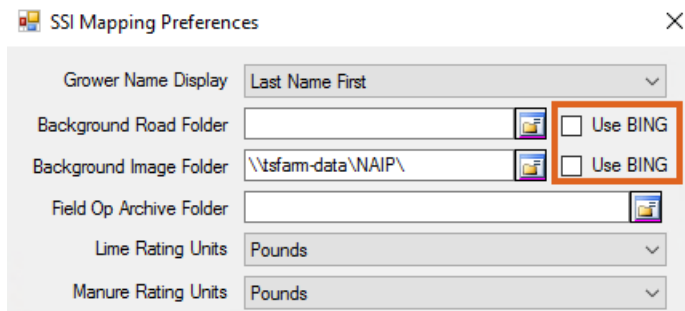 SSI Mapping Preferences
Grower Name Display Last Name First
Background Road Folder Use BING
Background Image Folder \\tsfarm-data\NAIP\ Use BING
Field Op Archive Folder
Lime Rating Units Pounds
Manure Rating Units Pounds